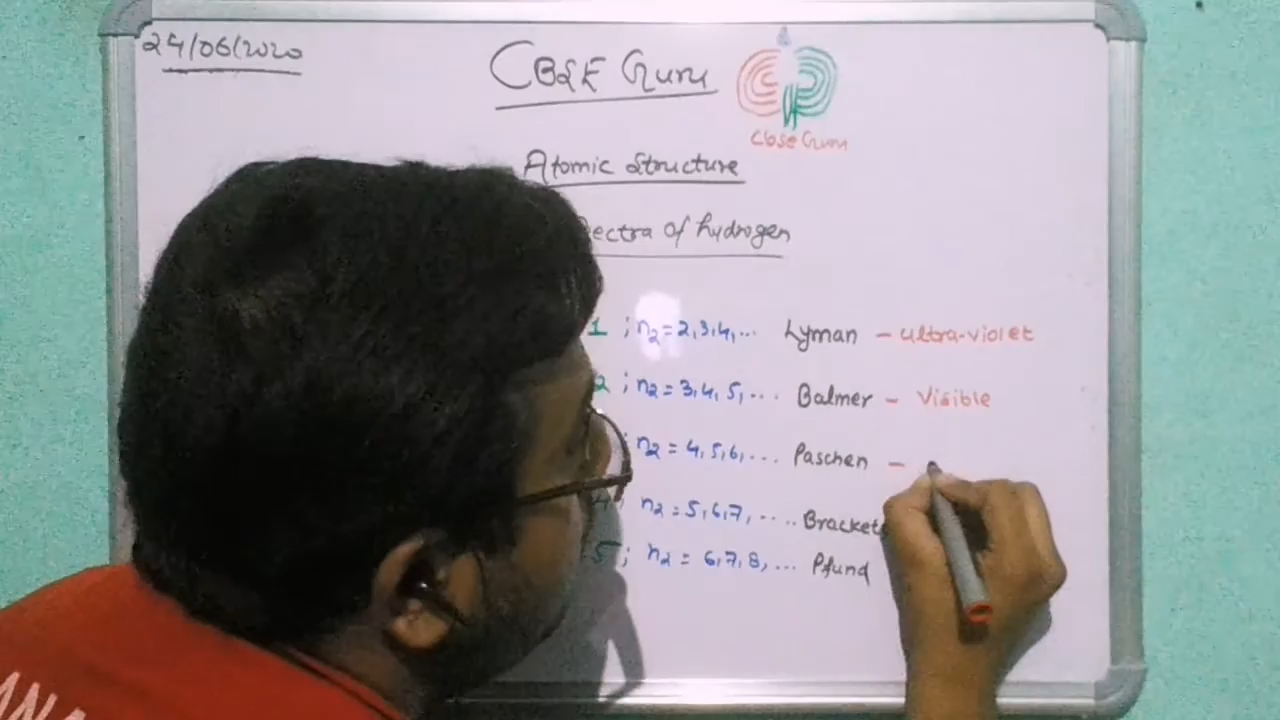 24/06/2020
CBSE Guru
Cbse Guru
Atomic Structure
ectra of hydrogen
1 ; n₂ = 2,3,4,... Lyman - ultra-violet
2 ; n₂ = 3,4,5,... Balmer - Visible
; n₂ = 4,5,6,... Paschen -
4 ; n₂ = 5,6,7,... Bracket
5 ; n₂ = 6,7,8,... Pfund